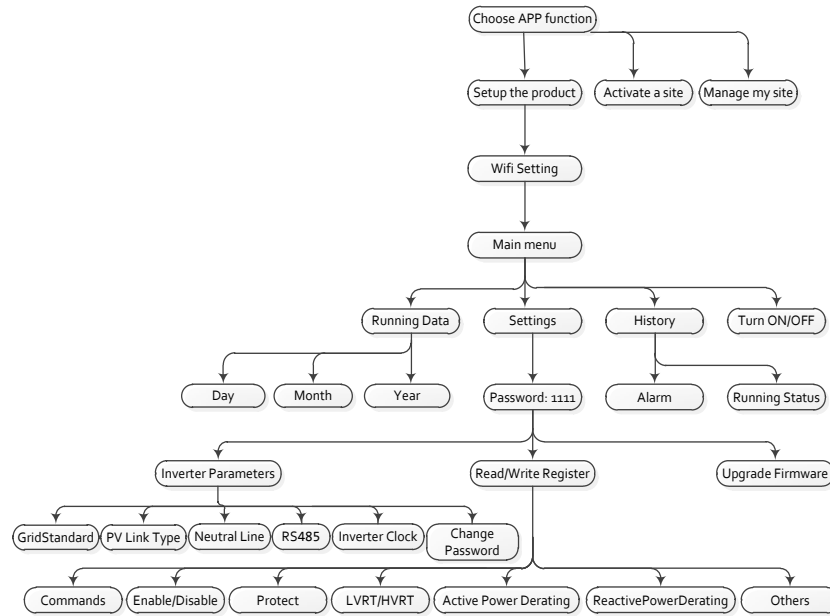 Choose APP function
Setup the product
Activate a site
Manage my site
Wifi Setting
Main menu
Running Data
Settings
History
Turn ON/OFF
Day
Month
Year
Password: 1111
Alarm
Running Status
Inverter Parameters
Read/Write Register
Upgrade Firmware
GridStandard
PV Link Type
Neutral Line
RS485
Inverter Clock
Change
Password
Commands
Enable/Disable
Protect
LVRT/HVRT
Active Power Derating
ReactivePowerDerating
Others